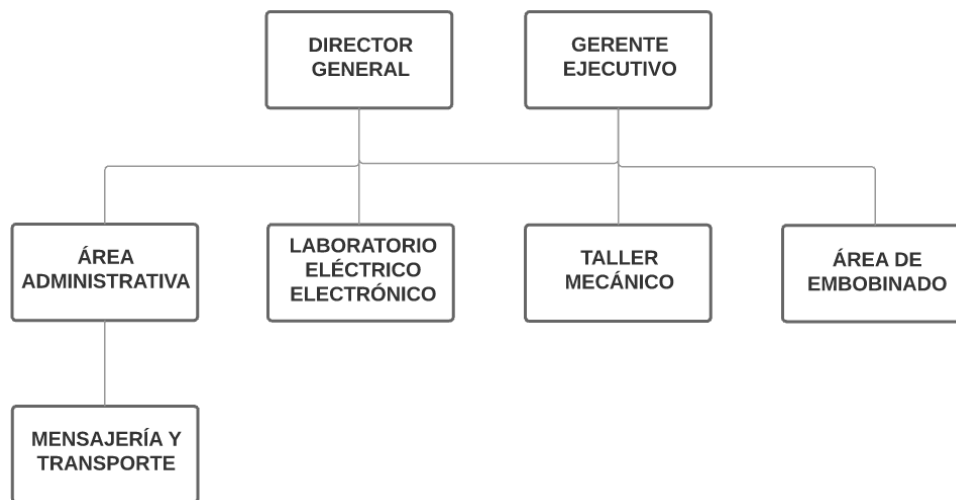 DIRECTOR
GENERAL
GERENTE
EJECUTIVO
ÁREA
ADMINISTRATIVA
LABORATORIO
ELÉCTRICO
ELECTRÓNICO
TALLER
MECÁNICO
ÁREA DE
EMBOBINADO
MENSAJERÍA Y
TRANSPORTE